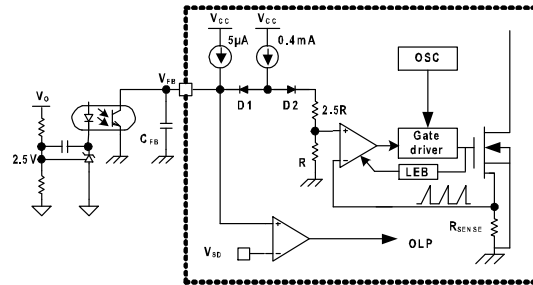 Vcc Vcc
5μA 0.4mA
OSC
VFB
D1 D2
VO
2.5R
CFB
Gate
driver
2.5V
R
LEB
RSENSE
VSD
OLP
+
−
+
−